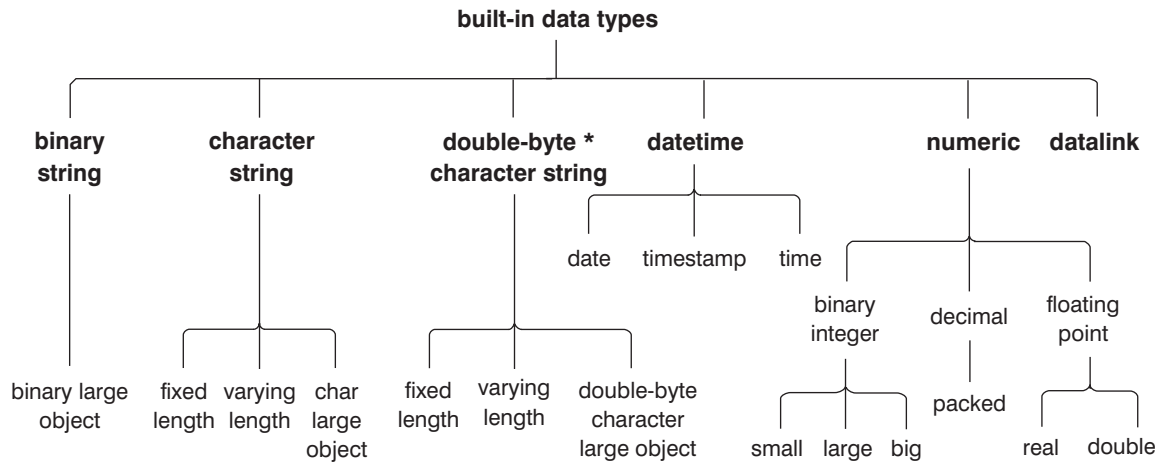 built-in data types
binary
string
character
string
double-byte *
character string
datetime
numeric
datalink
date
timestamp
time
binary
integer
decimal
floating
point
binary large
object
fixed
length
varying
length
char
large
object
fixed
length
varying
length
double-byte
character
large object
small
large
big
packed
real
double